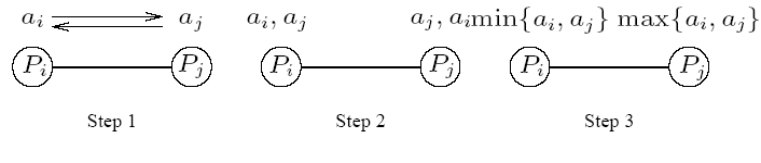 a_i a_j a_i, a_j a_j, a_i min{a_i, a_j} max{a_i, a_j}
P_i P_j P_i P_j P_i P_j
Step 1 Step 2 Step 3